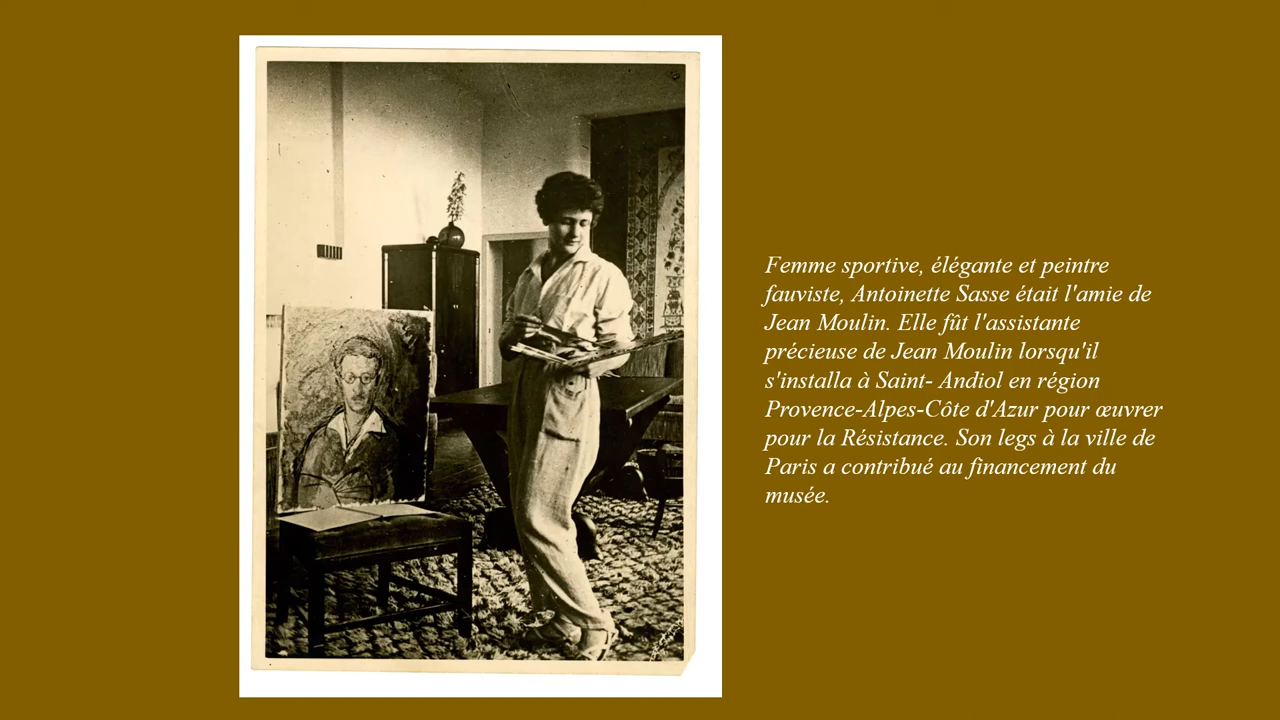 Femme sportive, élégante et peintre
fauviste, Antoinette Sasse était l'amie de
Jean Moulin. Elle fût l'assistante
précieuse de Jean Moulin lorsqu'il
s'installa à Saint- Andiol en région
Provence-Alpes-Côte d'Azur pour œuvrer
pour la Résistance. Son legs à la ville de
Paris a contribué au financement du
musée.